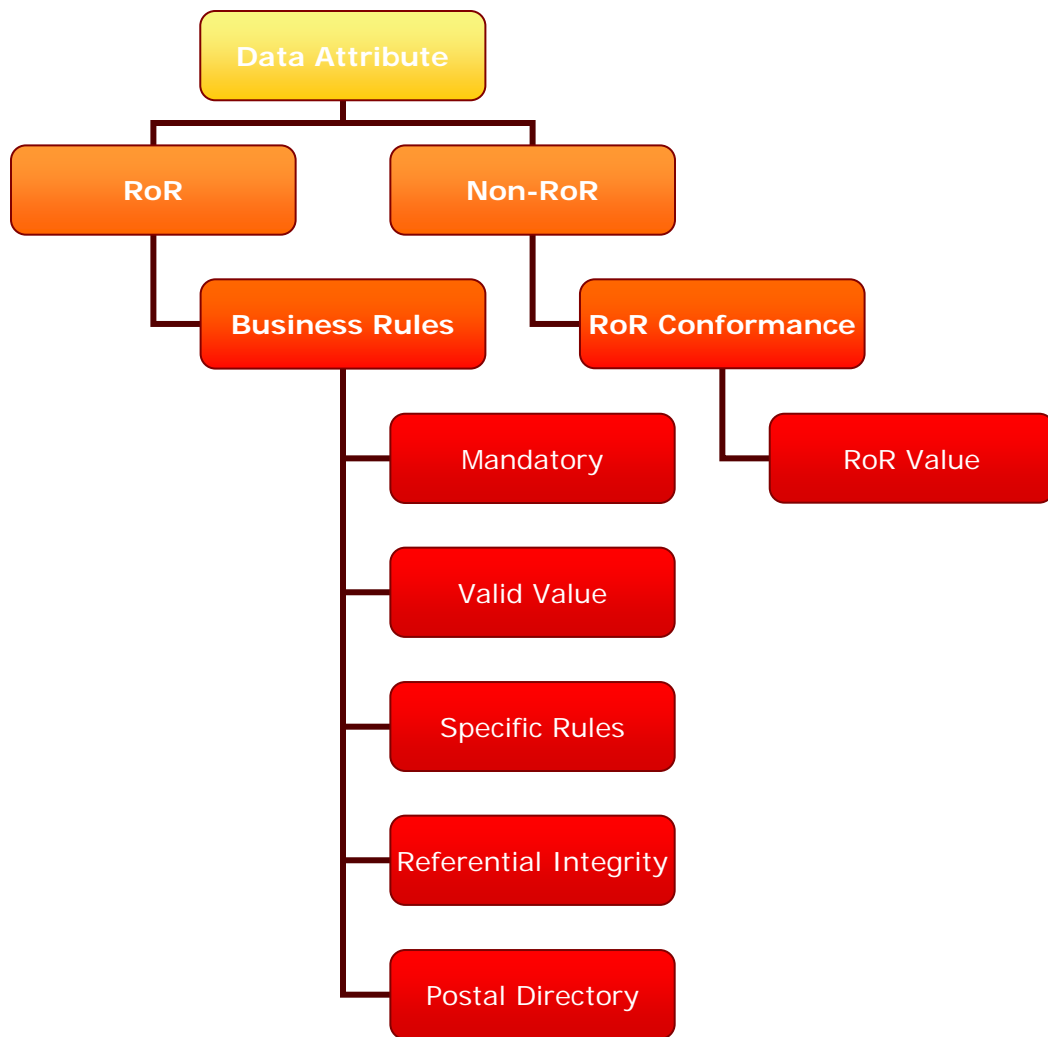 Data Attribute
RoR
Non-RoR
Business Rules
RoR Conformance
Mandatory
RoR Value
Valid Value
Specific Rules
Referential Integrity
Postal Directory